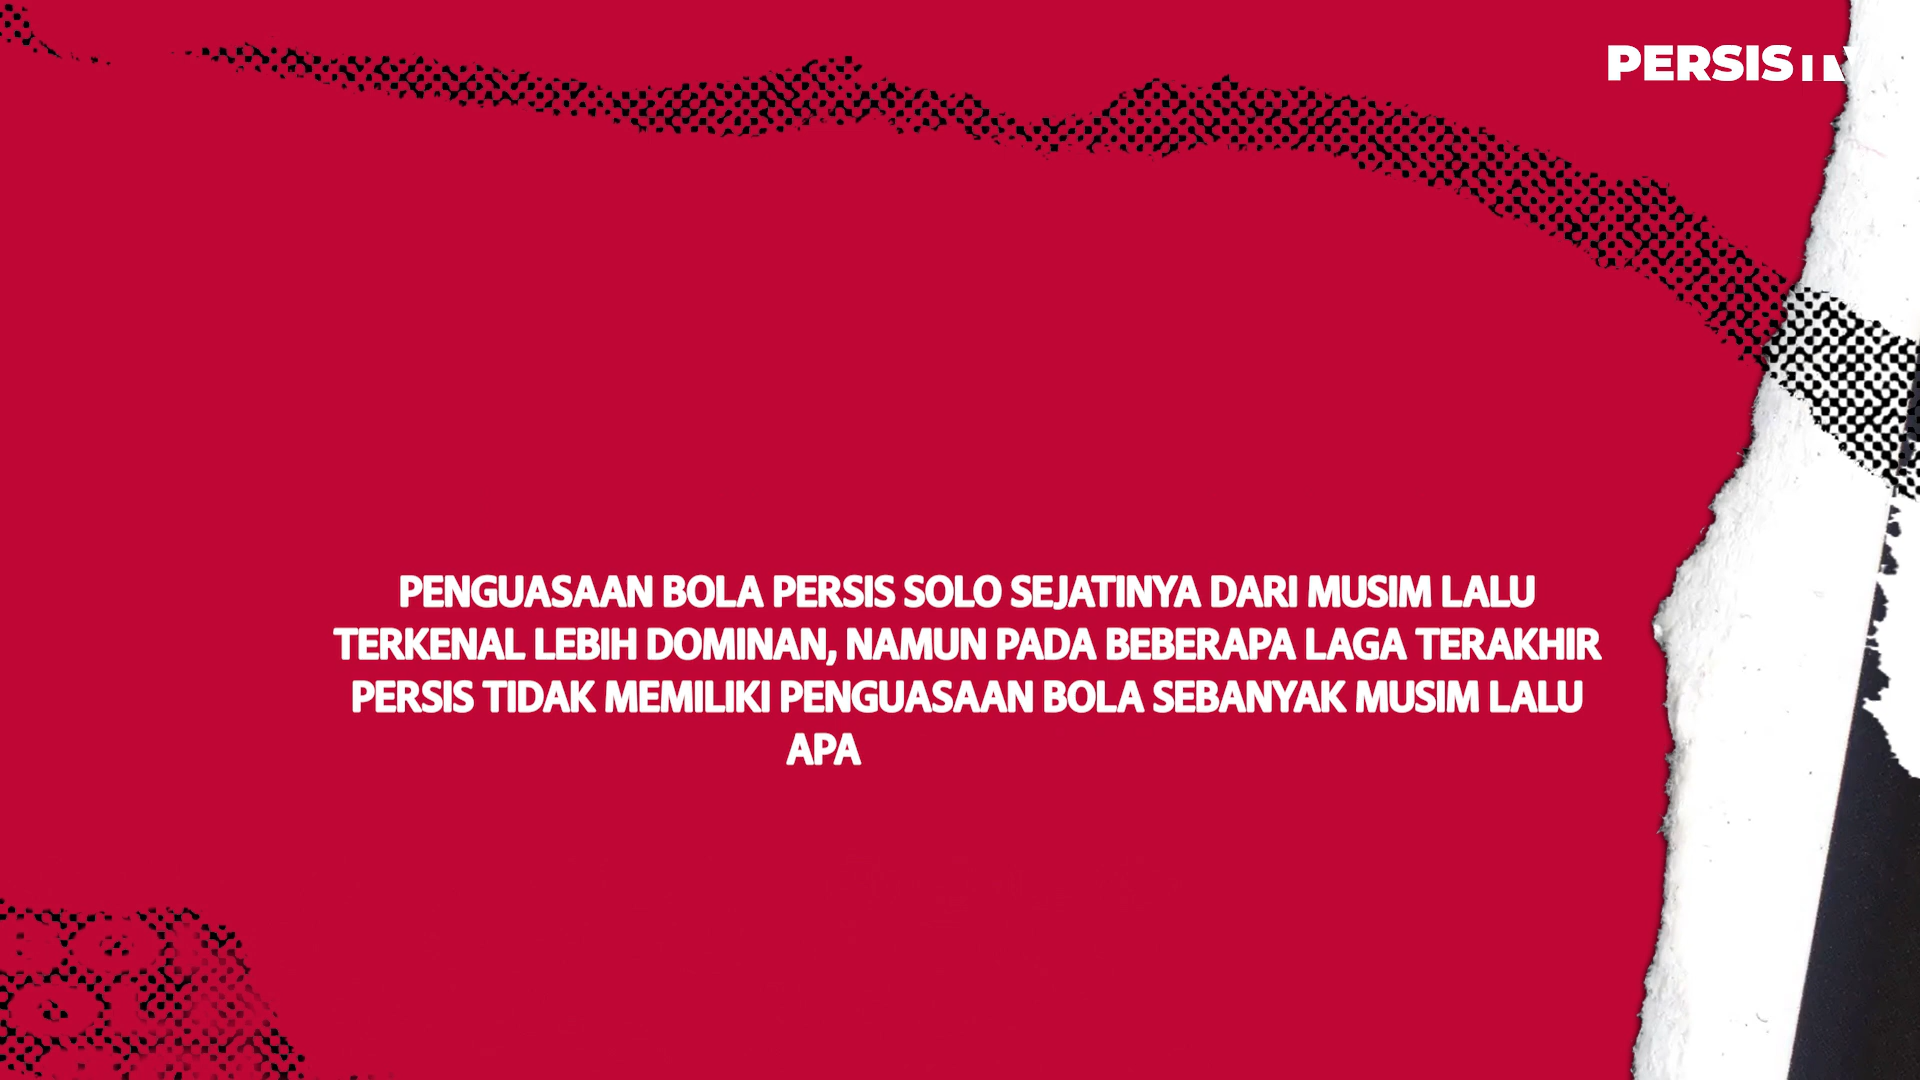 PERSIS TV
PENGUASAAN BOLA PERSIS SOLO SEJATINYA DARI MUSIM LALU
TERKENAL LEBIH DOMINAN, NAMUN PADA BEBERAPA LAGA TERAKHIR
PERSIS TIDAK MEMILIKI PENGUASAAN BOLA SEBANYAK MUSIM LALU
APA